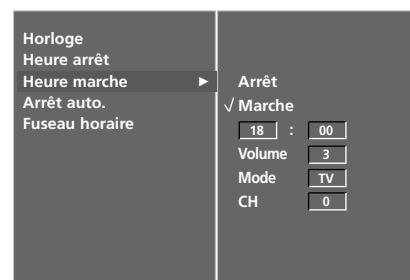 Horloge
Heure arrêt
Heure marche ►
Arrêt auto.
Fuseau horaire
Arrêt
√ Marche
18 : 00
Volume 3
Mode TV
CH 0